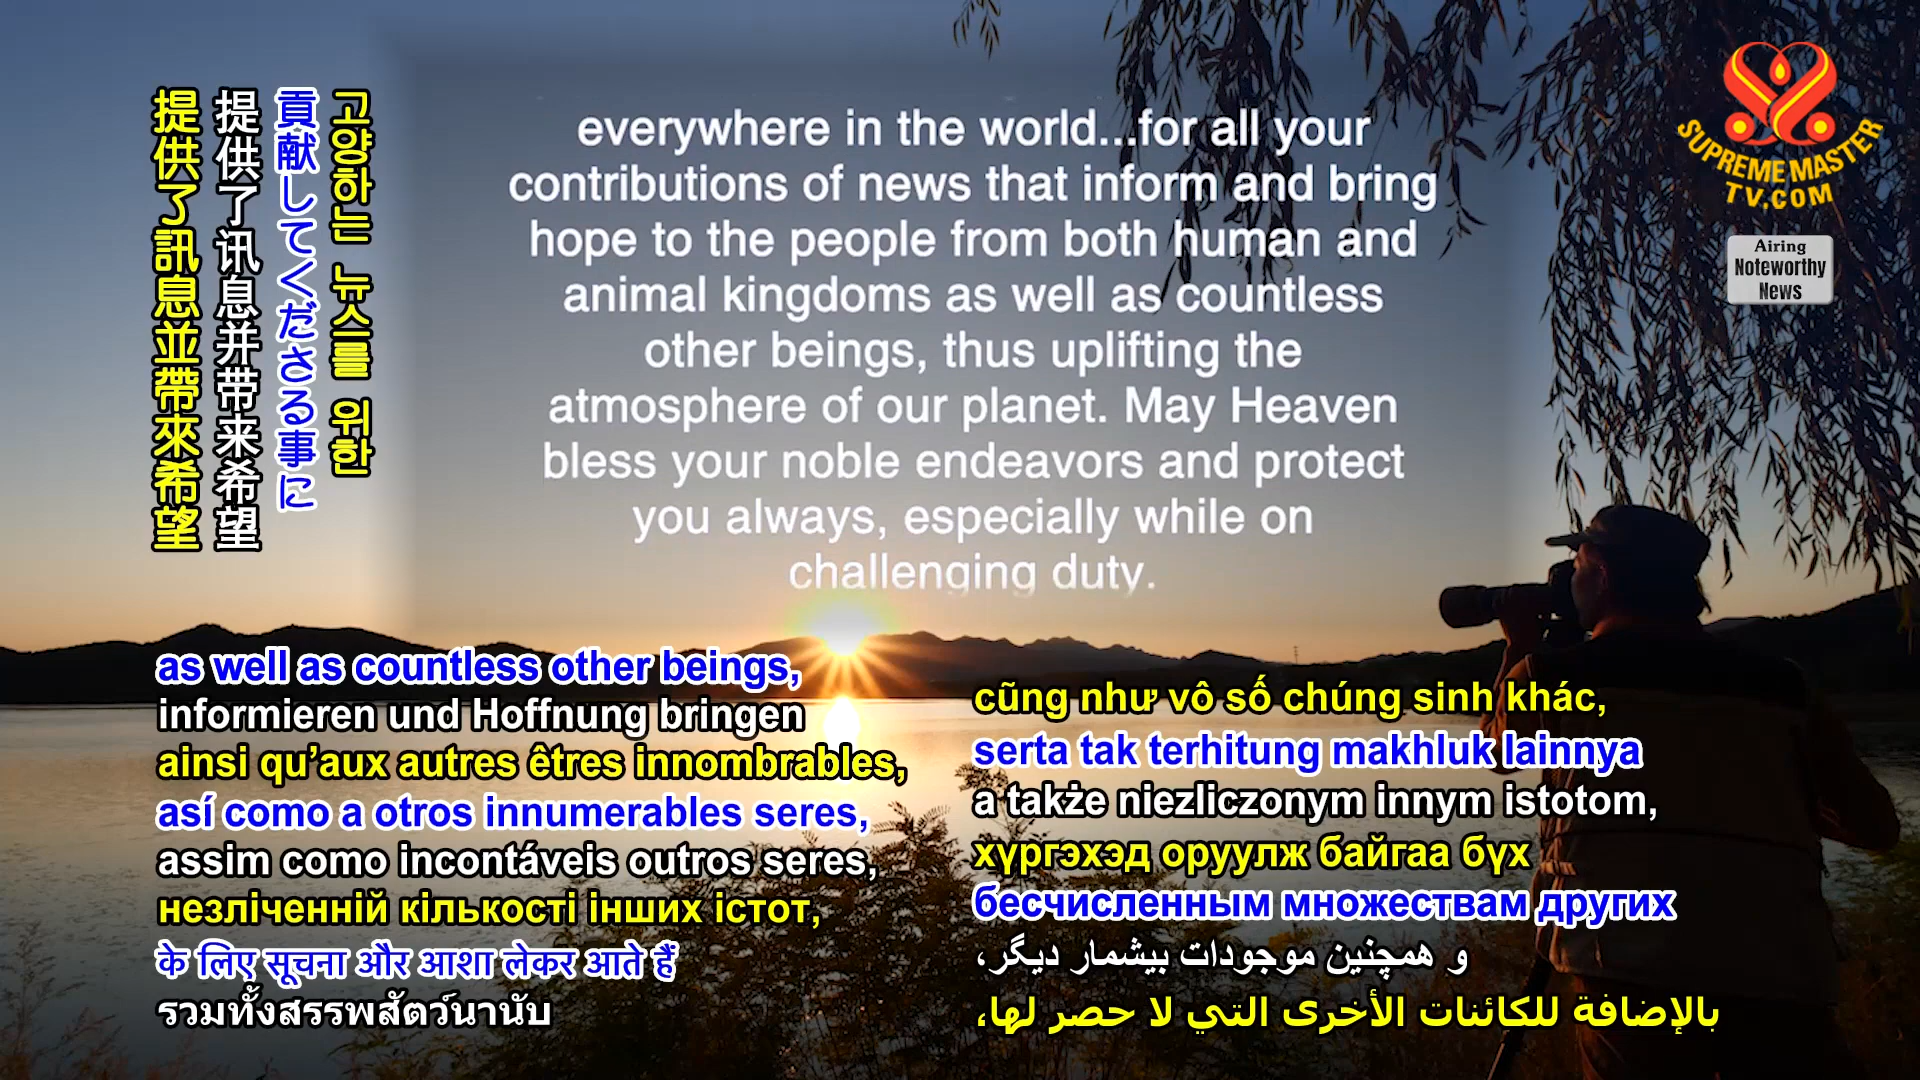 everywhere in the world...for all your
contributions of news that inform and bring
hope to the people from both human and
animal kingdoms as well as countless
other beings, thus uplifting the
atmosphere of our planet. May Heaven
bless your noble endeavors and protect
you always, especially while on
challenging duty.
SUPREME MASTER
TV.COM
Airing
Noteworthy
News
고양하는 뉴스를 위한
貢献してくださる事に
提供了讯息并带来希望
提供了訊息並帶來希望
as well as countless other beings,
informieren und Hoffnung bringen
ainsi qu’aux autres êtres innombrables,
así como a otros innumerables seres,
assim como incontáveis outros seres,
незліченній кількості інших істот,
के लिए सूचना और आशा लेकर आते हैं
รวมทั้งสรรพสัตว์นานับ
cũng như vô số chúng sinh khác,
serta tak terhitung makhluk lainnya
a także niezliczonym innym istotom,
хүргэхэд оруулж байгаа бүх
бесчисленным множествам других
و همچنین موجودات بیشمار دیگر،
بالإضافة للكائنات الأخرى التي لا حصر لها،